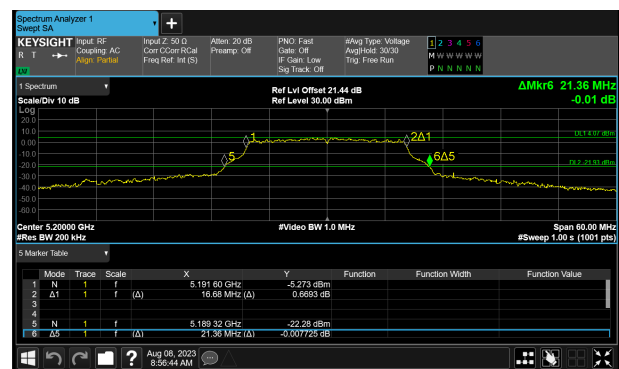 Spectrum Analyzer 1
Swept SA
+
KEYSIGHT Input: RF Input Z: 50 Ω Atten: 20 dB PNO: Fast #Avg Type: Voltage 1 2 3 4 5 6
R T Coupling: AC Corr CCorr RCal Preamp: Off Gate: Off Avg|Hold: 30/30 M W W W W W
Align: Partial Freq Ref: Int (S) IF Gain: Low Trig: Free Run P N N N N N
LXI Sig Track: Off
1 Spectrum Ref Lvl Offset 21.44 dB ΔMkr6 21.36 MHz
Scale/Div 10 dB Ref Level 30.00 dBm -0.01 dB
Log
20.0
10.0 DL1 4.07 dBm
0.00 1 2Δ1
-10.0
-20.0 5 6Δ5 DL2 -21.93 dBm
-30.0
-40.0
-50.0
-60.0
Center 5.20000 GHz #Video BW 1.0 MHz Span 60.00 MHz
#Res BW 200 kHz #Sweep 1.00 s (1001 pts)
5 Marker Table
Mode Trace Scale X Y Function Function Width Function Value
1 N 1 f 5.191 60 GHz -5.273 dBm
2 Δ1 1 f (Δ) 16.68 MHz (Δ) 0.6693 dB
3
4
5 N 1 f 5.189 32 GHz -22.28 dBm
6 Δ5 1 f (Δ) 21.36 MHz (Δ) -0.007725 dB
? Aug 08, 2023
8:56:44 AM